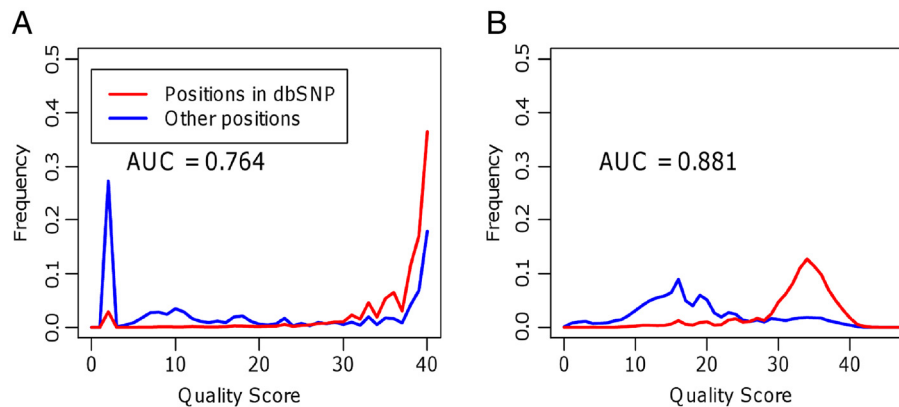 A
B
0.5
0.4
0.3
0.2
0.1
0.0
Frequency
Positions in dbSNP
Other positions
AUC = 0.764
0 10 20 30 40
Quality Score
0.5
0.4
0.3
0.2
0.1
0.0
Frequency
AUC = 0.881
0 10 20 30 40
Quality Score